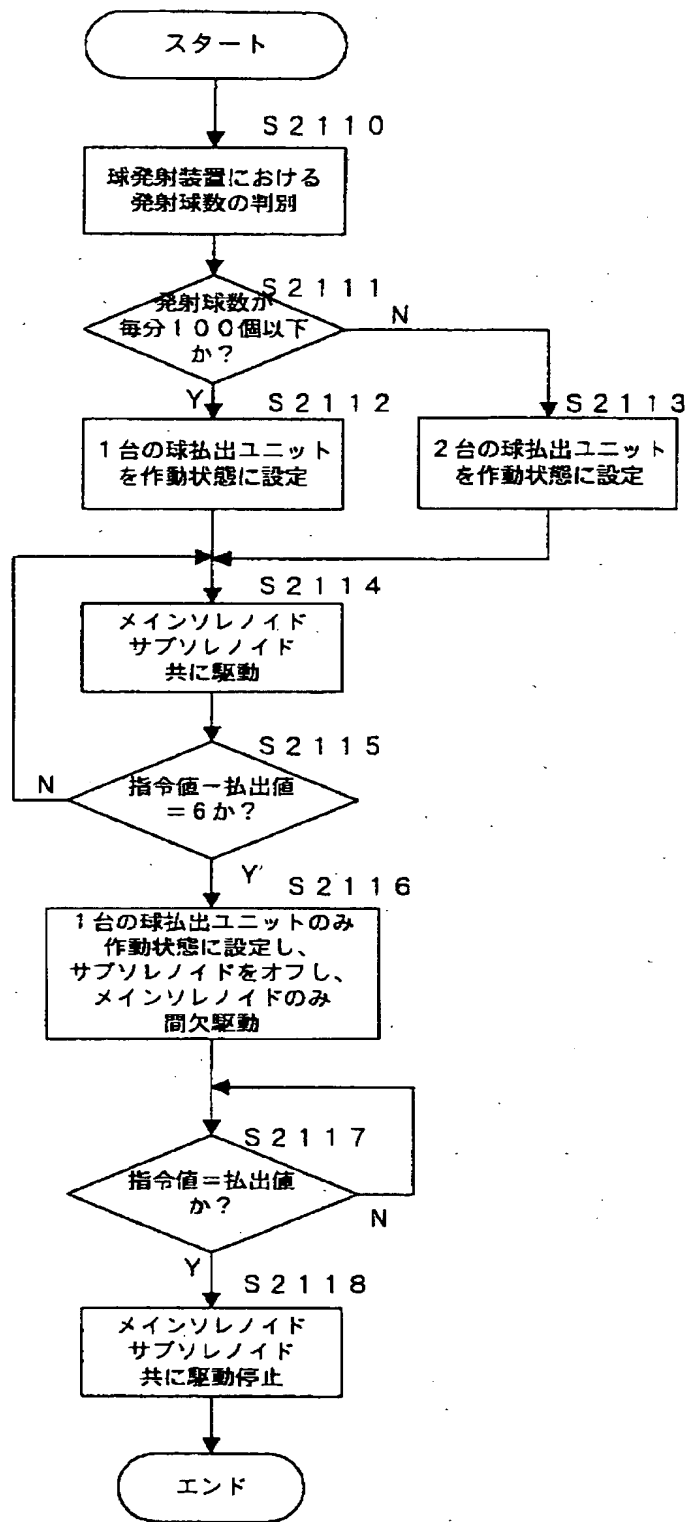 スタート
S2110
球発射装置における
発射球数の判別
S2111
発射球数が
毎分100個以下
か?
N
Y
S2112
1台の球払出ユニット
を作動状態に設定
S2113
2台の球払出ユニット
を作動状態に設定
S2114
メインソレノイド
サブソレノイド
共に駆動
S2115
指令値-払出値
=6か?
N
Y
S2116
1台の球払出ユニットのみ
作動状態に設定し、
サブソレノイドをオフし、
メインソレノイドのみ
間欠駆動
S2117
指令値=払出値
か?
N
Y
S2118
メインソレノイド
サブソレノイド
共に駆動停止
エンド